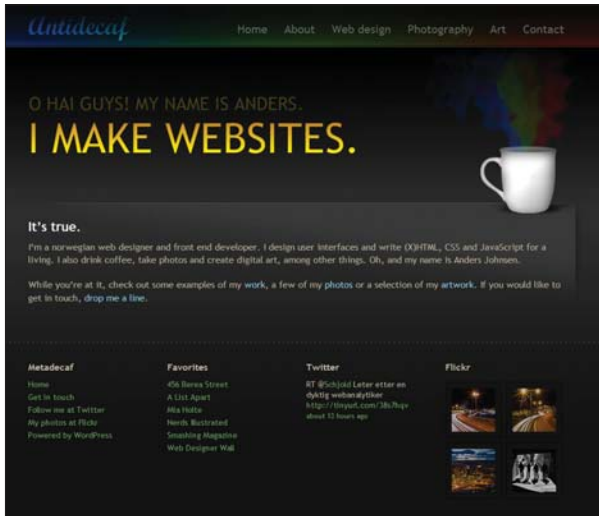 Antidecaf
Home About Web design Photography Art Contact
O HAI GUYS! MY NAME IS ANDERS.
I MAKE WEBSITES.
It's true.
I'm a norwegian web designer and front end developer. I design user interfaces and write (X)HTML, CSS and JavaScript for a
living. I also drink coffee, take photos and create digital art, among other things. Oh, and my name is Anders Johnsen.
While you're at it, check out some examples of my work, a few of my photos or a selection of my artwork. If you would like to
get in touch, drop me a line.
Metadecaf
Home
Get in touch
Follow me at Twitter
My photos at Flickr
Powered by WordPress
Favorites
456 Berea Street
A List Apart
Mia Holte
Nerds Illustrated
Smashing Magazine
Web Designer Wall
Twitter
RT @Schjold Leter etter en
dyktig webanalytiker
about 12 hours ago
Flickr